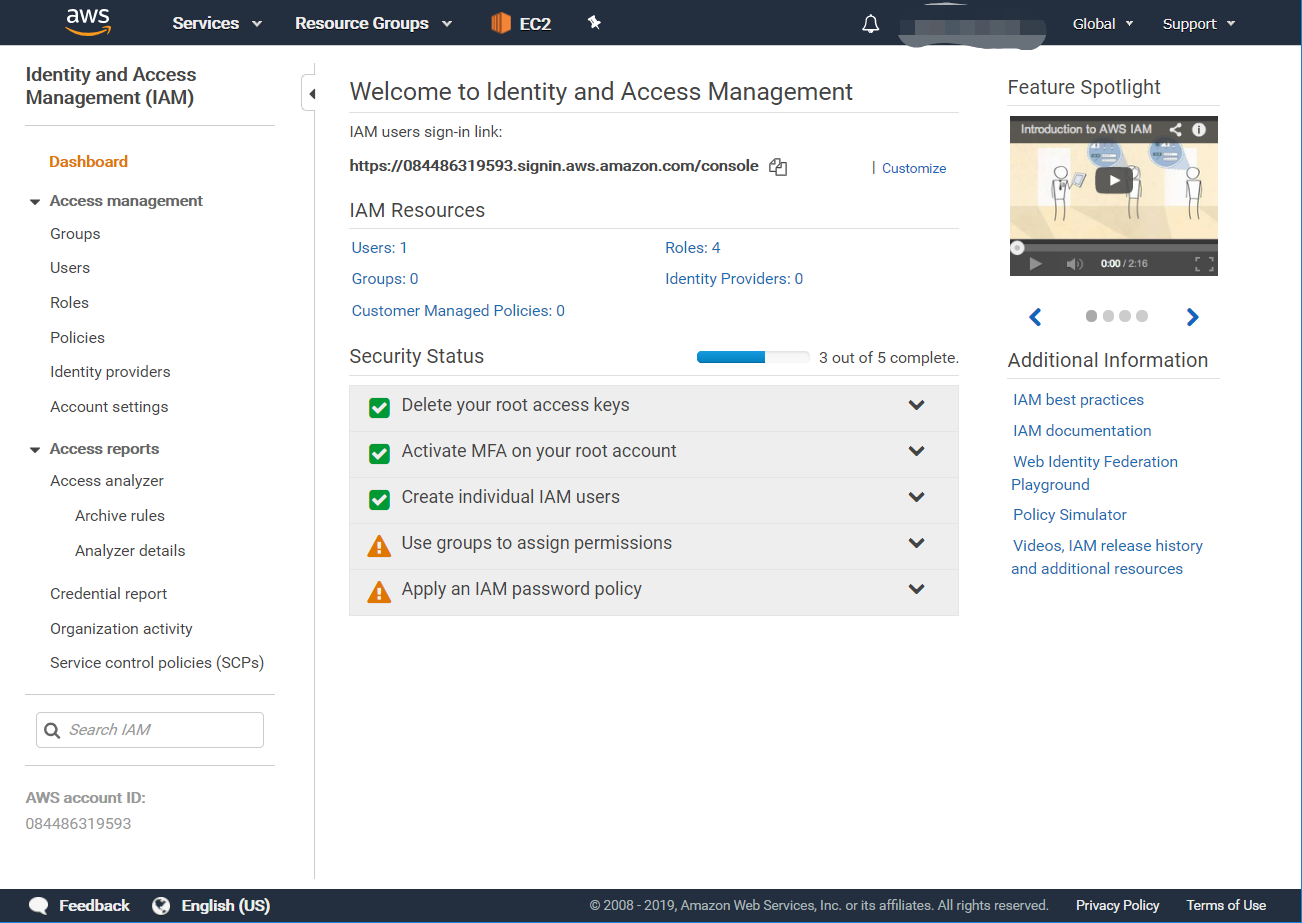 aws
Services
Resource Groups
EC2
Global
Support
Identity and Access
Management (IAM)
Dashboard
Access management
Groups
Users
Roles
Policies
Identity providers
Account settings
Access reports
Access analyzer
Archive rules
Analyzer details
Credential report
Organization activity
Service control policies (SCPs)
Search IAM
AWS account ID:
084486319593
Welcome to Identity and Access Management
IAM users sign-in link:
https://084486319593.signin.aws.amazon.com/console
| Customize
IAM Resources
Users: 1
Roles: 4
Groups: 0
Identity Providers: 0
Customer Managed Policies: 0
Security Status
3 out of 5 complete.
Delete your root access keys
Activate MFA on your root account
Create individual IAM users
Use groups to assign permissions
Apply an IAM password policy
Feature Spotlight
Introduction to AWS IAM
0:00 / 2:16
Additional Information
IAM best practices
IAM documentation
Web Identity Federation
Playground
Policy Simulator
Videos, IAM release history
and additional resources
Feedback
English (US)
© 2008 - 2019, Amazon Web Services, Inc. or its affiliates. All rights reserved.
Privacy Policy
Terms of Use